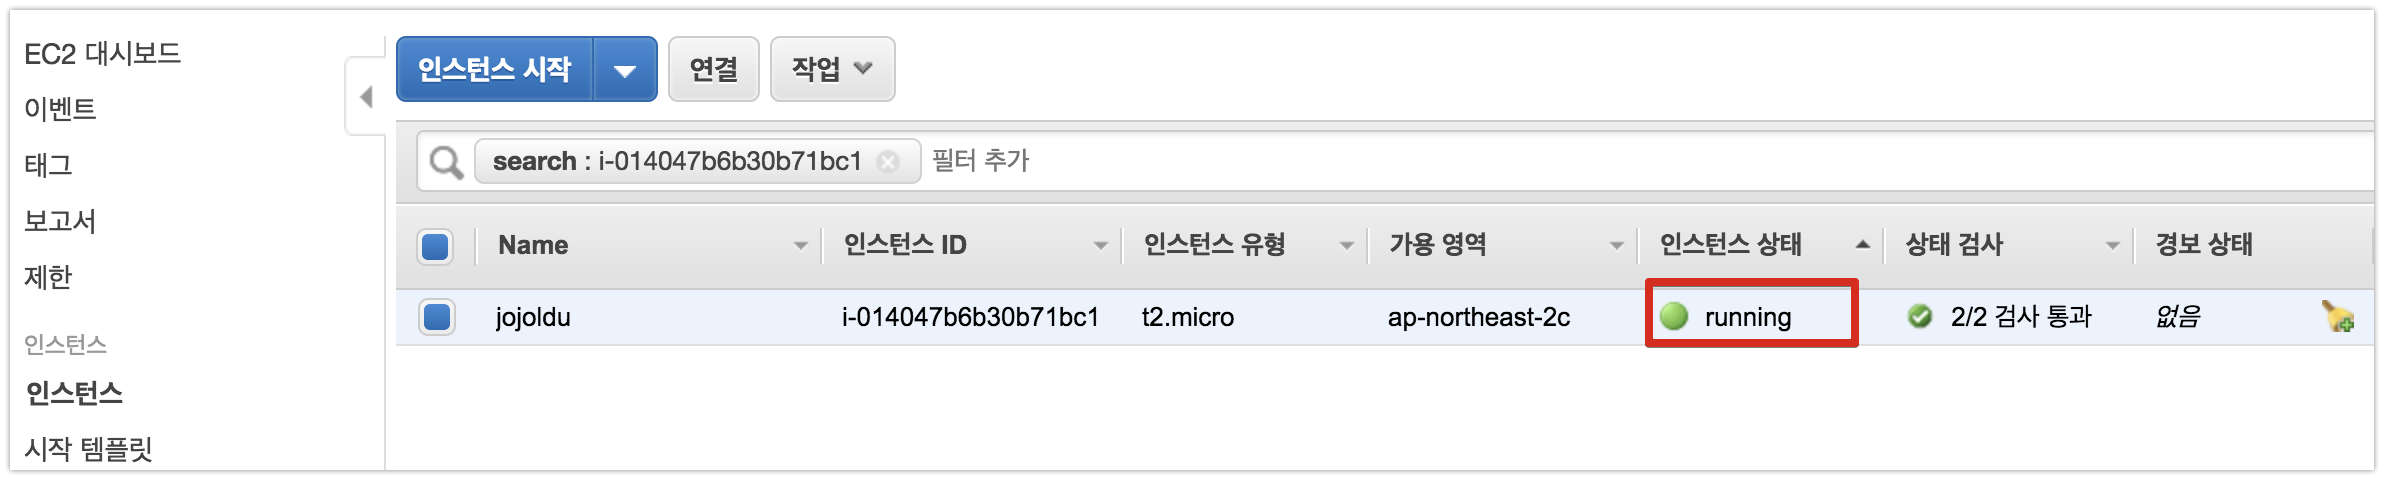 EC2 대시보드
이벤트
태그
보고서
제한
인스턴스
인스턴스
시작 템플릿
인스턴스 시작 연결 작업
search : i-014047b6b30b71bc1 필터 추가
Name 인스턴스 ID 인스턴스 유형 가용 영역 인스턴스 상태 상태 검사 경보 상태
jojoldu i-014047b6b30b71bc1 t2.micro ap-northeast-2c running 2/2 검사 통과 없음